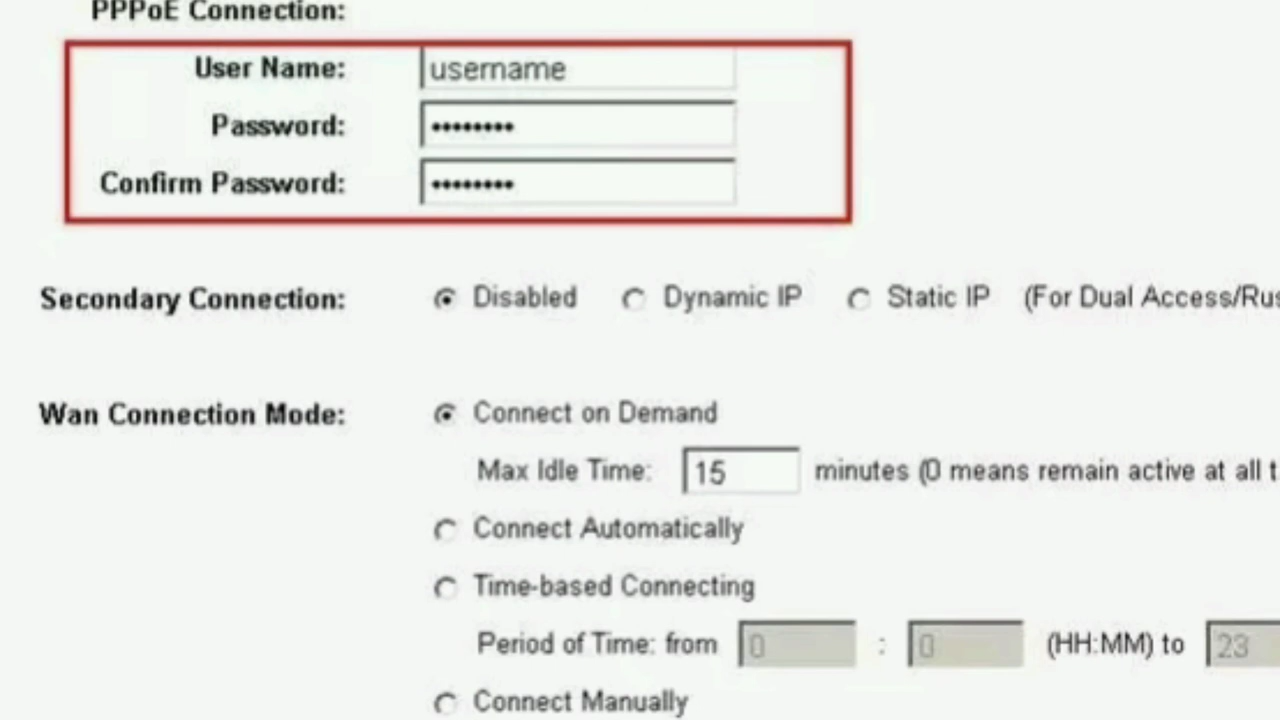 PPPoE Connection:
User Name: username
Password: ••••••••
Confirm Password: ••••••••
Secondary Connection: Disabled Dynamic IP Static IP (For Dual Access/Rus
Wan Connection Mode: Connect on Demand
Max Idle Time: 15 minutes (0 means remain active at all t
Connect Automatically
Time-based Connecting
Period of Time: from 0 : 0 (HH:MM) to 23
Connect Manually